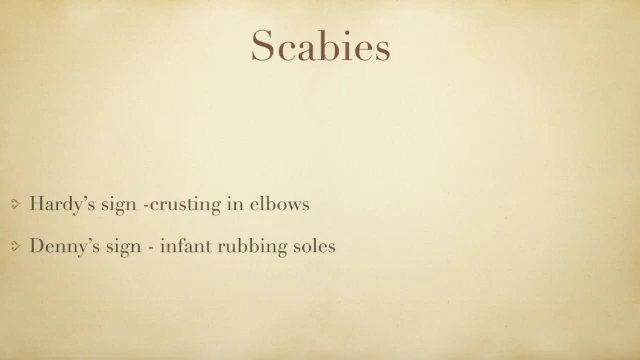 Scabies
Hardy's sign -crusting in elbows
Denny's sign - infant rubbing soles